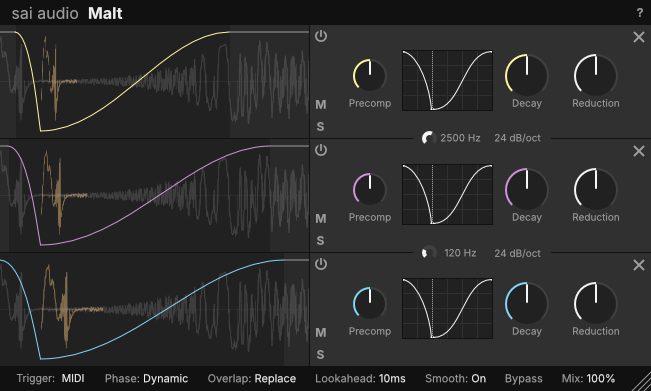 sai audio Malt ?
Precomp Decay Reduction
M
S
2500 Hz 24 dB/oct
Precomp Decay Reduction
M
S
120 Hz 24 dB/oct
Precomp Decay Reduction
M
S
Trigger: MIDI Phase: Dynamic Overlap: Replace Lookahead: 10ms Smooth: On Bypass Mix: 100%